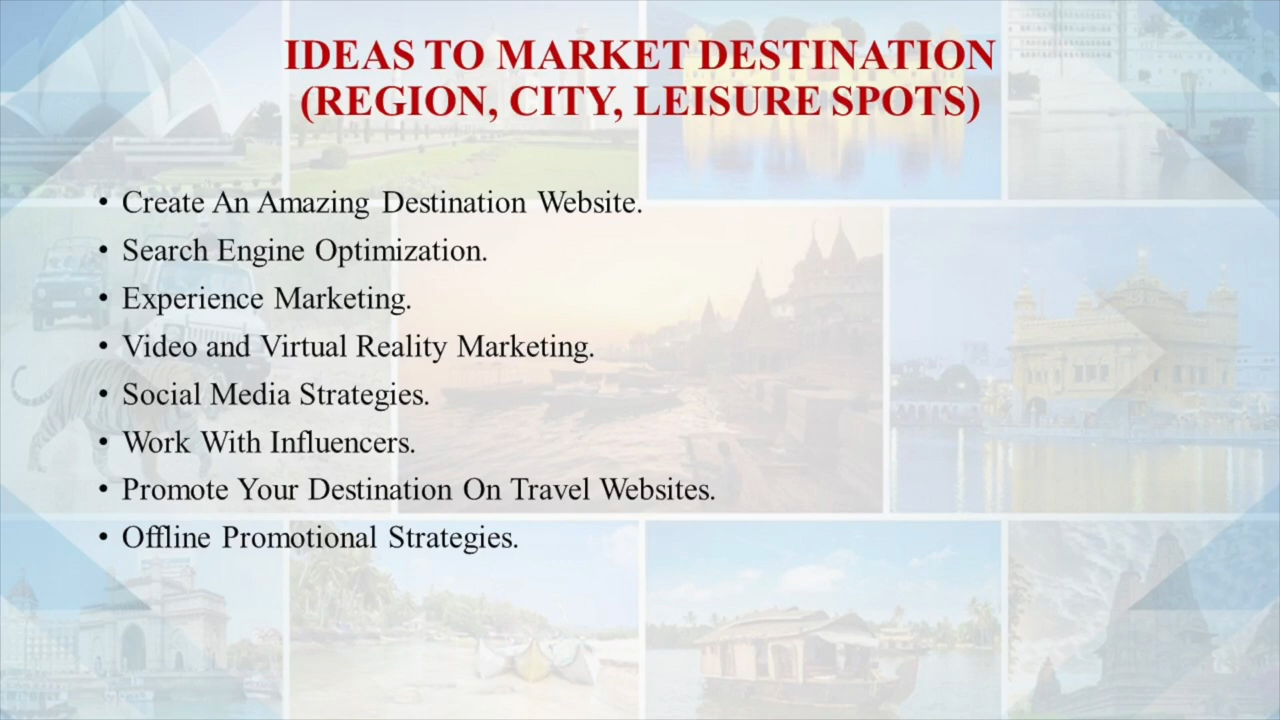 IDEAS TO MARKET DESTINATION
(REGION, CITY, LEISURE SPOTS)
• Create An Amazing Destination Website.
• Search Engine Optimization.
• Experience Marketing.
• Video and Virtual Reality Marketing.
• Social Media Strategies.
• Work With Influencers.
• Promote Your Destination On Travel Websites.
• Offline Promotional Strategies.